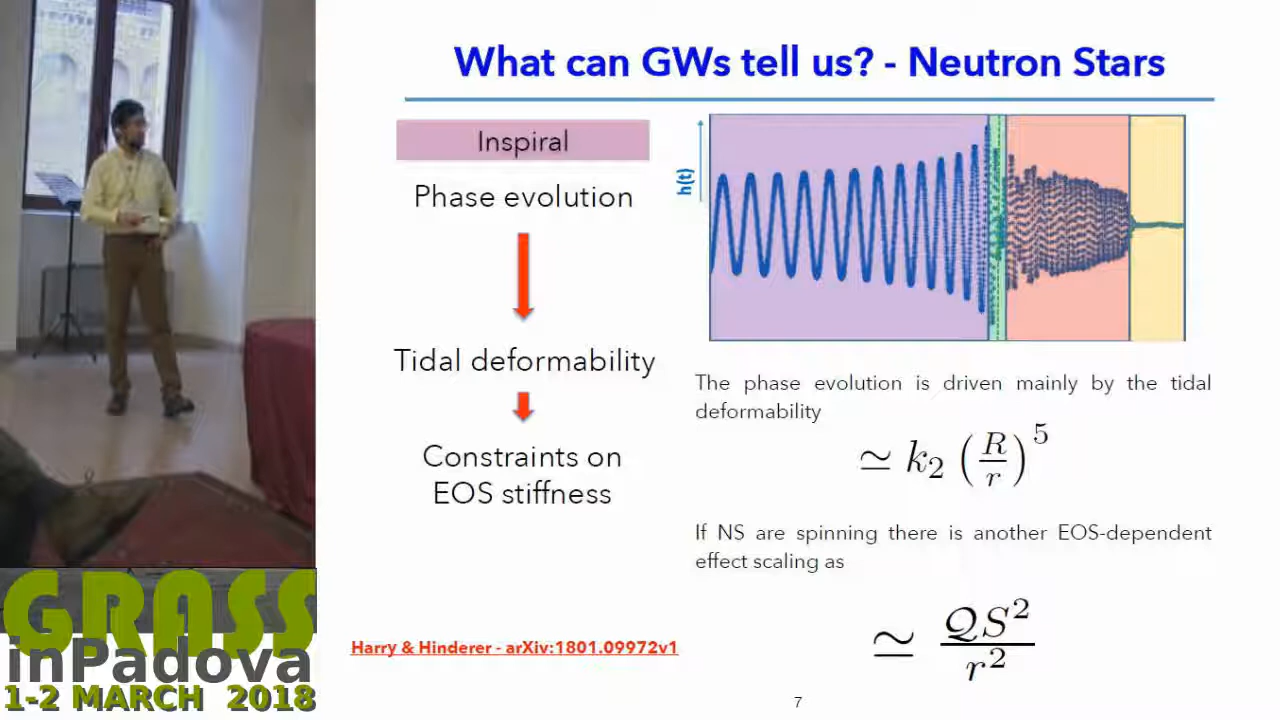 What can GWs tell us? - Neutron Stars
Inspiral
Phase evolution
Tidal deformability
Constraints on
EOS stiffness
Harry & Hinderer - arXiv:1801.09972v1
h(t)
The phase evolution is driven mainly by the tidal
deformability
≃ k₂ (R/r)⁵
If NS are spinning there is another EOS-dependent
effect scaling as
≃ 𝒬S²/r²
7
GRASS
inPadova
1-2 MARCH 2018